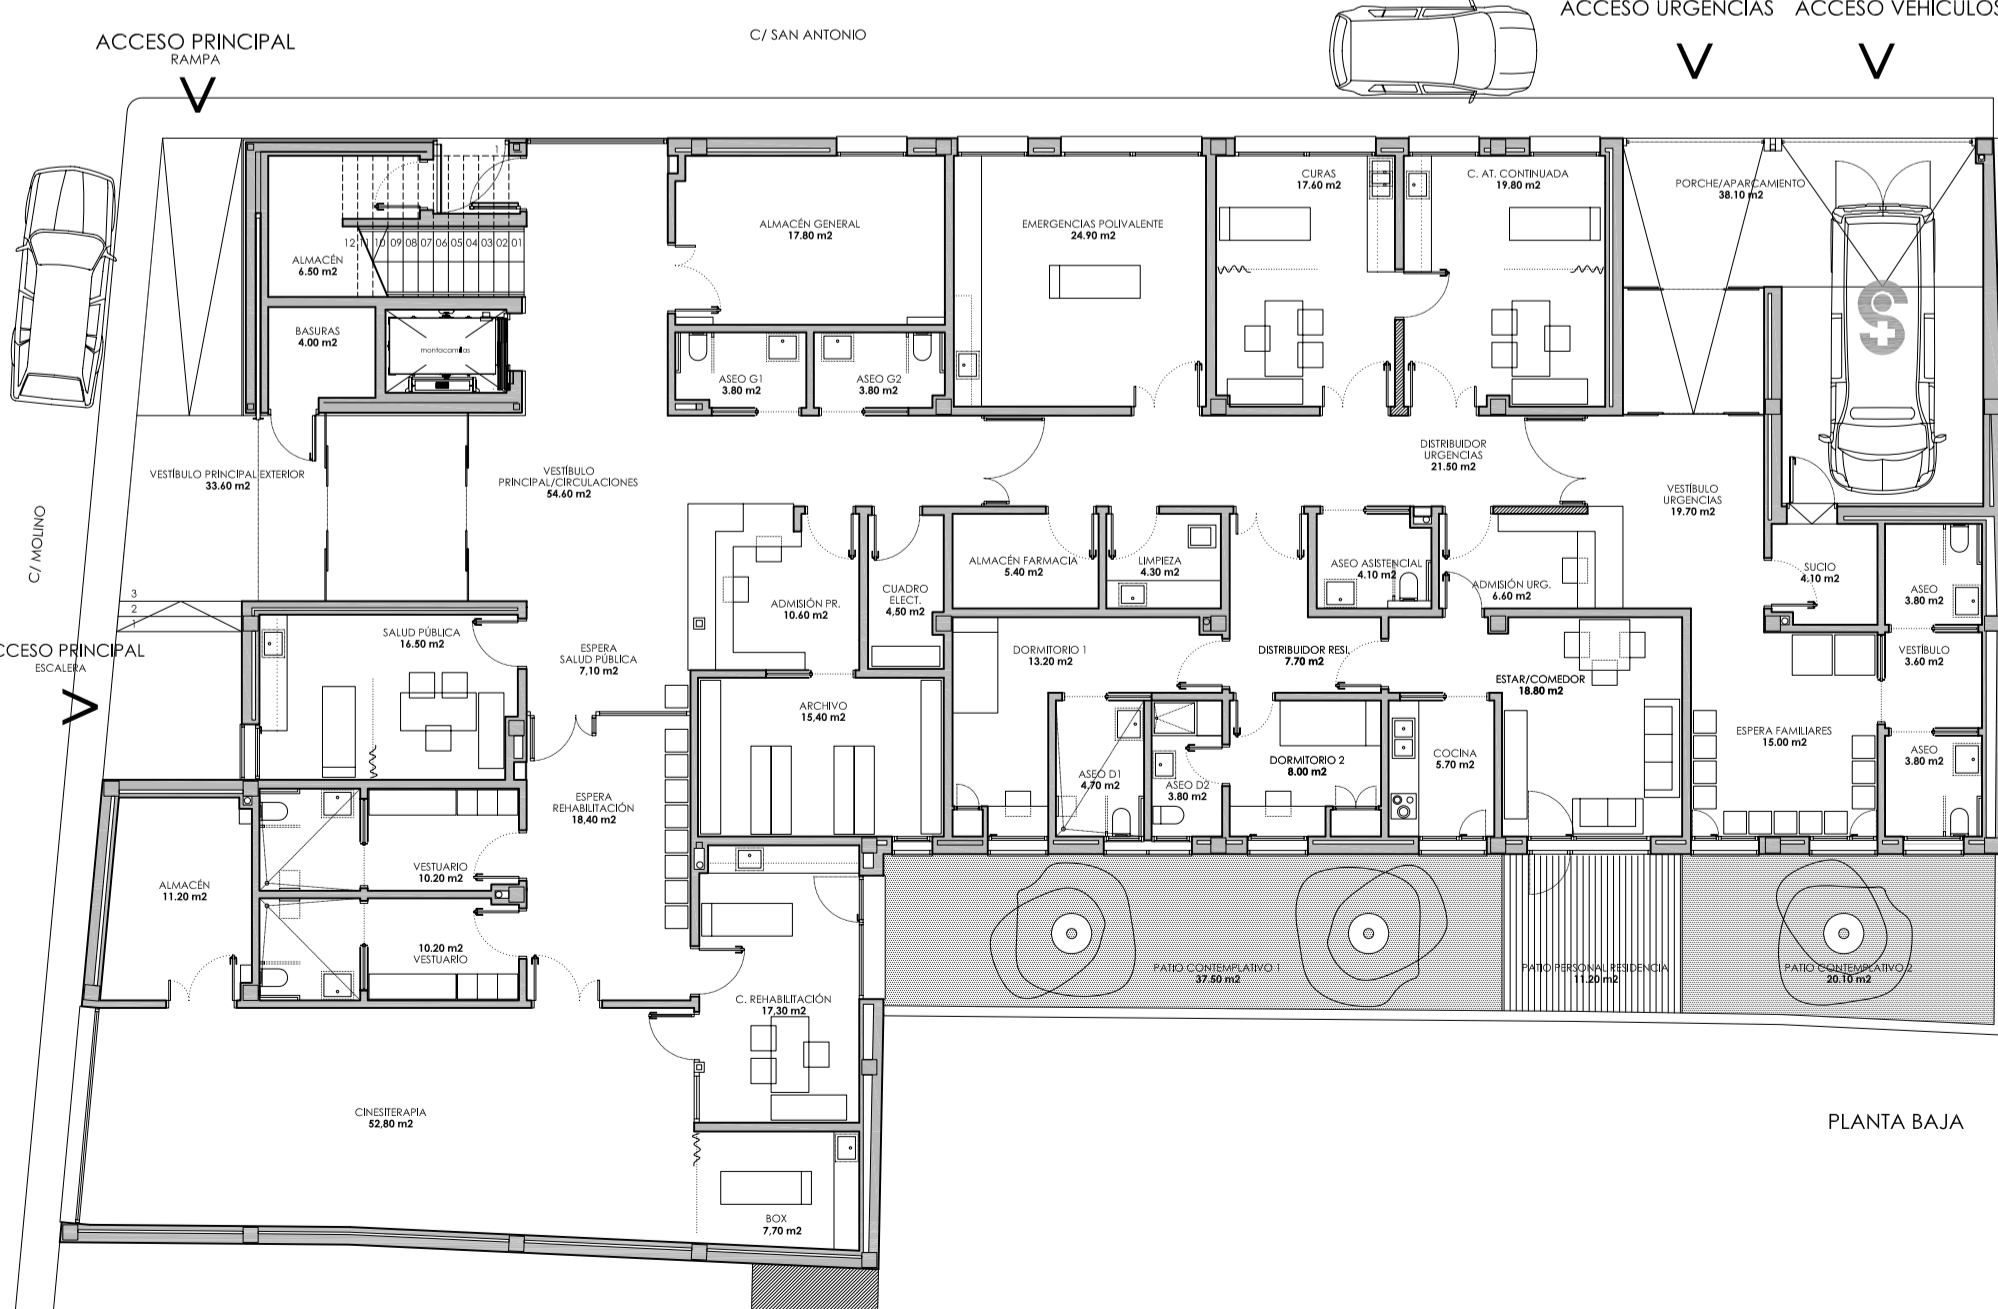 ACCESO PRINCIPAL
RAMPA
C/ SAN ANTONIO
ACCESO URGENCIAS
ACCESO VEHÍCULOS
ALMACÉN
6.50 m2
12 11 10 09 08 07 06 05 04 03 02 01
1
BASURAS
4.00 m2
montacamillas
ALMACÉN GENERAL
17.80 m2
ASEO G1
3.80 m2
ASEO G2
3.80 m2
EMERGENCIAS POLIVALENTE
24.90 m2
CURAS
17.60 m2
C. AT. CONTINUADA
19.80 m2
PORCHE/APARCAMIENTO
38.10 m2
VESTÍBULO PRINCIPAL EXTERIOR
33.60 m2
VESTÍBULO
PRINCIPAL/CIRCULACIONES
54.60 m2
DISTRIBUIDOR
URGENCIAS
21.50 m2
VESTÍBULO
URGENCIAS
19.70 m2
C/ MOLINO
3
2
1
CCESO PRINCIPAL
ESCALERA
SALUD PÚBLICA
16.50 m2
ESPERA
SALUD PÚBLICA
7,10 m2
ADMISIÓN PR.
10.60 m2
CUADRO
ELECT.
4,50 m2
ALMACÉN FARMACIA
5.40 m2
LIMPIEZA
4.30 m2
ASEO ASISTENCIAL
4.10 m2
ADMISIÓN URG.
6.60 m2
SUCIO
4.10 m2
ASEO
3.80 m2
VESTÍBULO
3.60 m2
ASEO
3.80 m2
DORMITORIO 1
13.20 m2
DISTRIBUIDOR RESI.
7.70 m2
ESTAR/COMEDOR
18.80 m2
ESPERA FAMILIARES
15.00 m2
ARCHIVO
15,40 m2
ASEO D1
4.70 m2
ASEO D2
3.80 m2
DORMITORIO 2
8.00 m2
COCINA
5.70 m2
ESPERA
REHABILITACIÓN
18,40 m2
VESTUARIO
10.20 m2
10.20 m2
VESTUARIO
ALMACÉN
11.20 m2
C. REHABILITACIÓN
17,30 m2
PATIO CONTEMPLATIVO 1
37.50 m2
PATIO PERSONAL RESIDENCIA
11.20 m2
PATIO CONTEMPLATIVO 2
20.10 m2
CINESITERAPIA
52,80 m2
BOX
7,70 m2
PLANTA BAJA